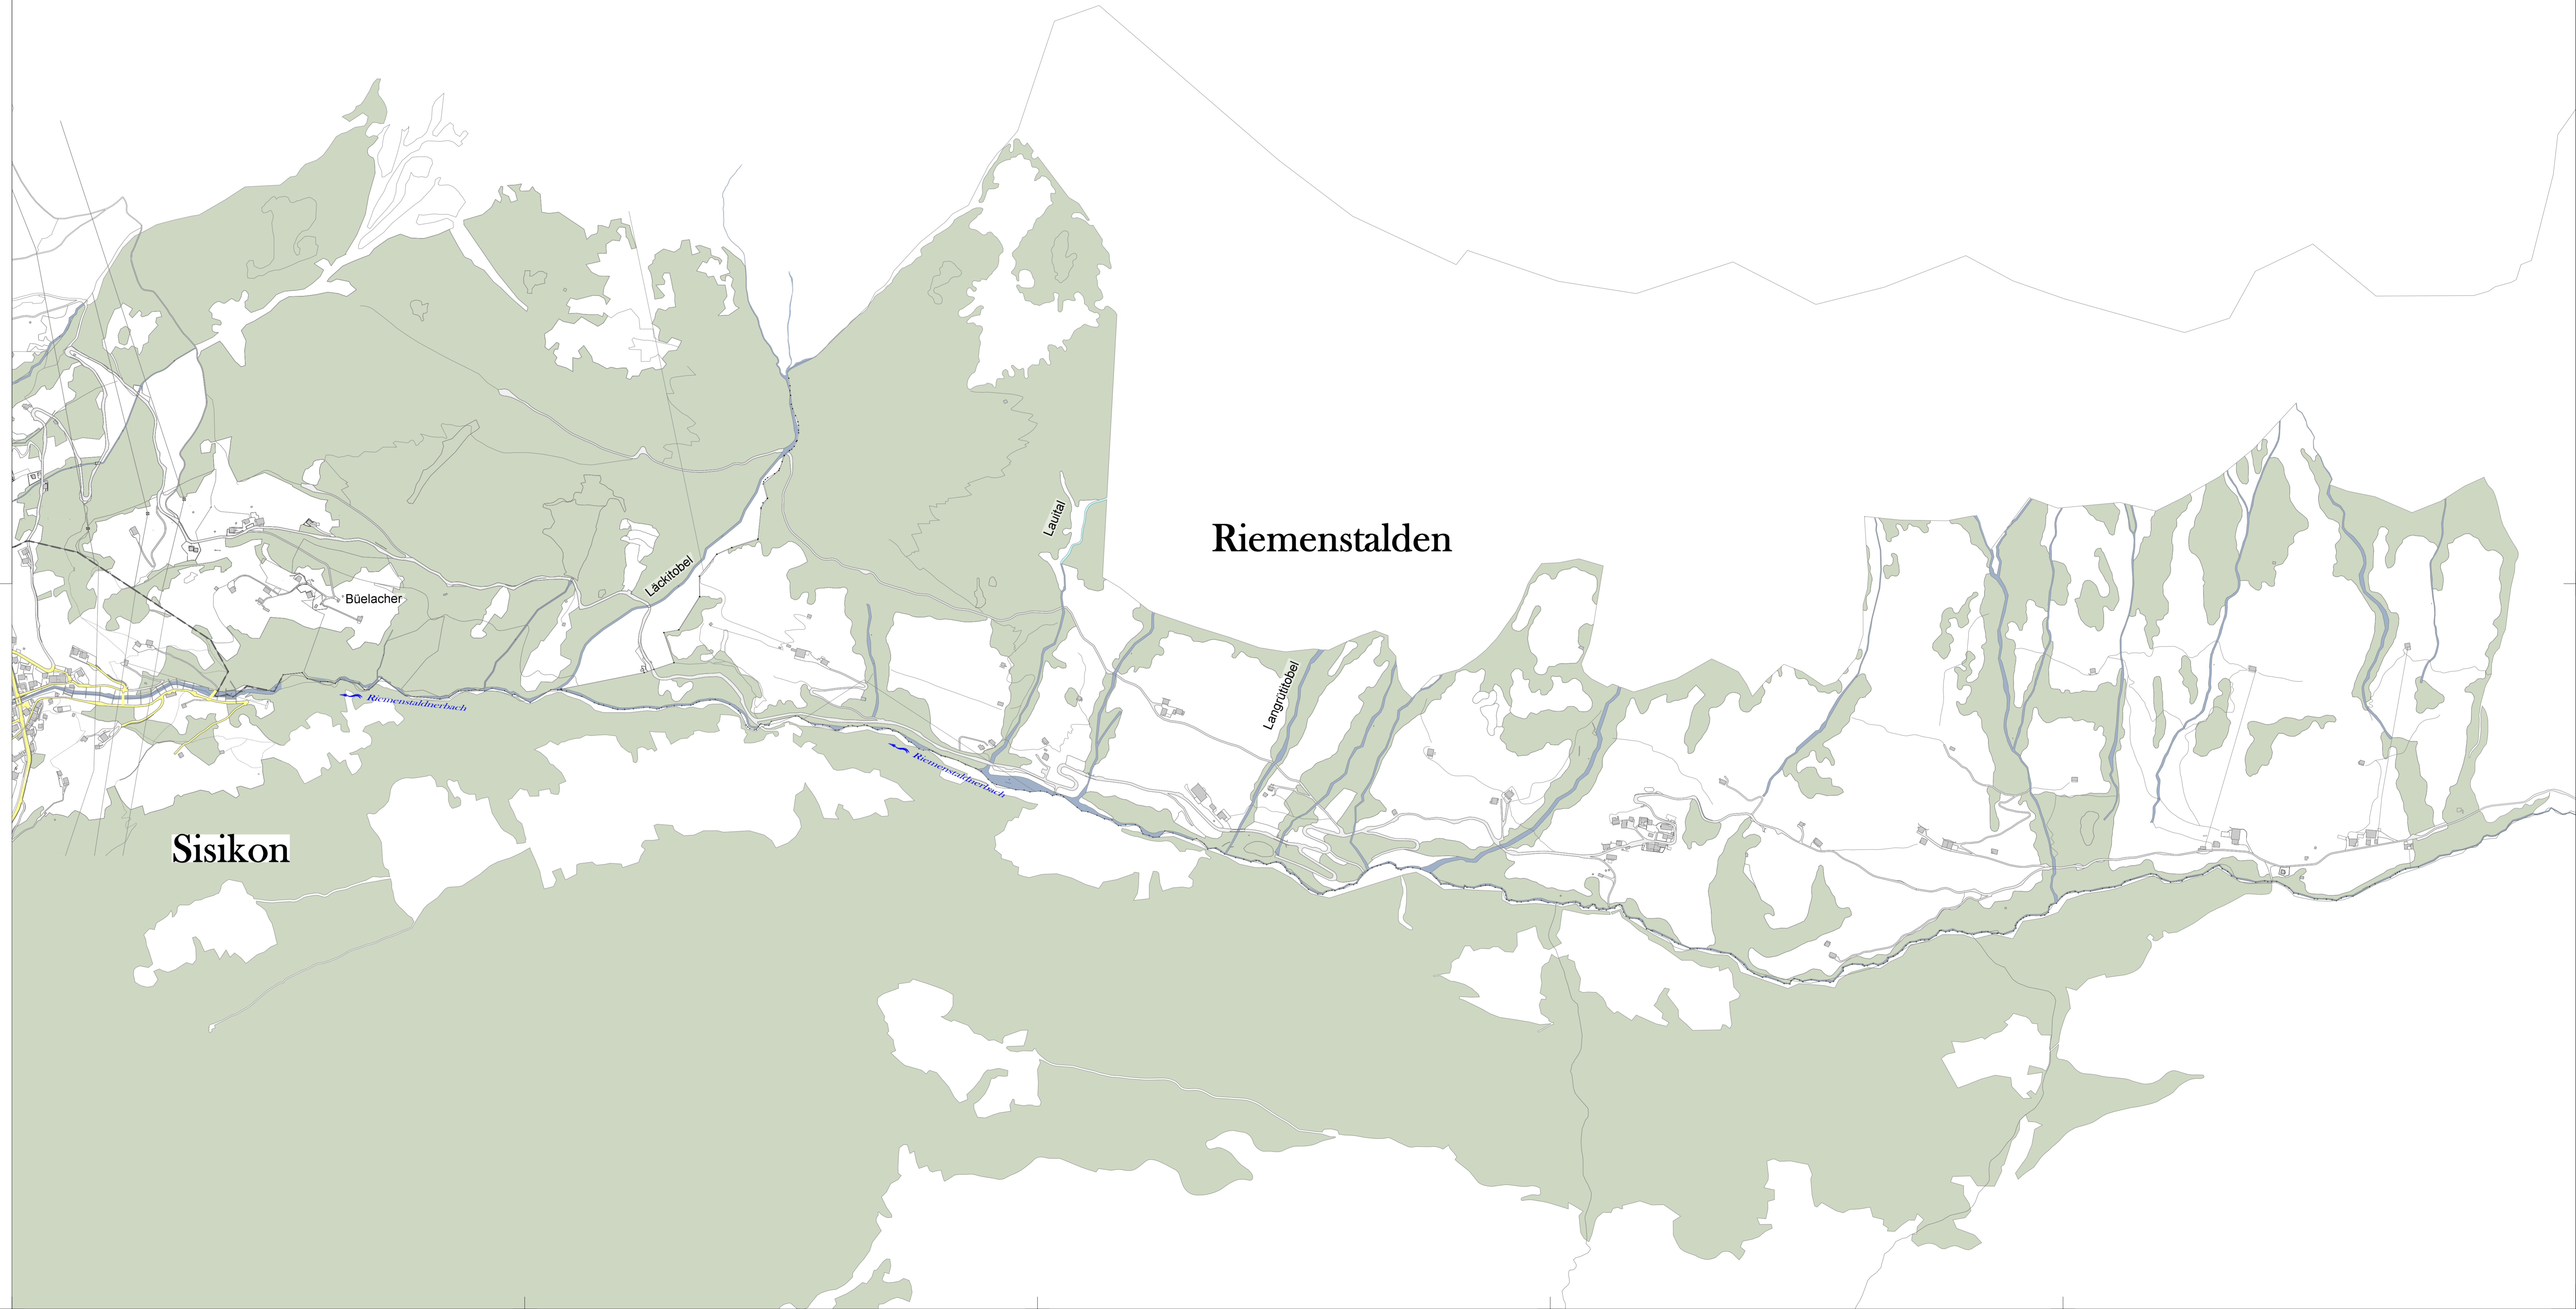 Lauital
Riemenstalden
Läckitobel
Büelacher
Langrütitobel
Riemenstaldnerbach
Riemenstaldnerbach
Sisikon